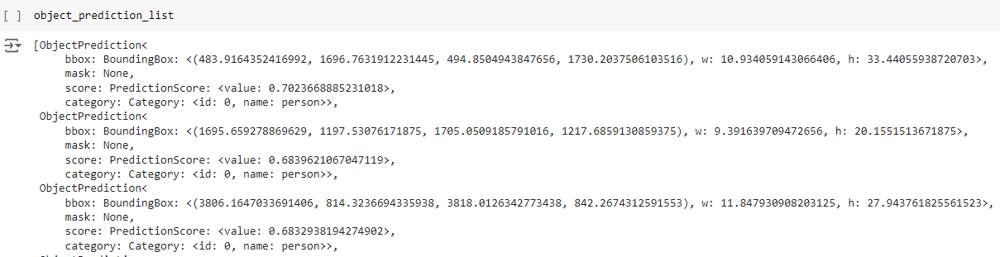 [ ] object_prediction_list
[ObjectPrediction<
bbox: BoundingBox: <(483.9164352416992, 1696.7631912231445, 494.8504943847656, 1730.2037506103516), w: 10.934059143066406, h: 33.44055938720703>,
mask: None,
score: PredictionScore: <value: 0.7023668885231018>,
category: Category: <id: 0, name: person>>,
ObjectPrediction<
bbox: BoundingBox: <(1695.659278869629, 1197.53076171875, 1705.0509185791016, 1217.6859130859375), w: 9.391639709472656, h: 20.1551513671875>,
mask: None,
score: PredictionScore: <value: 0.6839621067047119>,
category: Category: <id: 0, name: person>>,
ObjectPrediction<
bbox: BoundingBox: <(3806.1647033691406, 814.3236694335938, 3818.0126342773438, 842.2674312591553), w: 11.847930908203125, h: 27.943761825561523>,
mask: None,
score: PredictionScore: <value: 0.6832938194274902>,
category: Category: <id: 0, name: person>>,